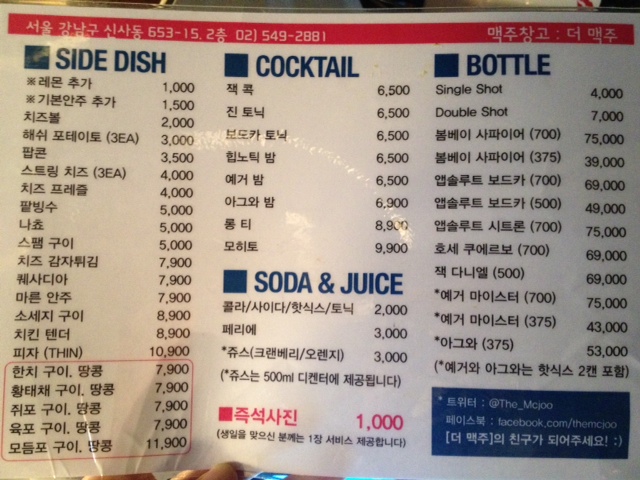 서울 강남구 신사동 653-15. 2층 02) 549-2881
맥주창고 : 더 맥주
SIDE DISH
※레몬 추가 1,000
※기본안주 추가 1,500
치즈볼 2,000
해쉬 포테이토 (3EA) 3,000
팝콘 3,500
스트링 치즈 (3EA) 4,000
치즈 프레즐 4,000
팥빙수 5,000
나쵸 5,000
스팸 구이 5,000
치즈 감자튀김 7,900
퀘사디아 7,900
마른 안주 7,900
소세지 구이 8,900
치킨 텐더 8,900
피자 (THIN) 10,900
한치 구이, 땅콩 7,900
황태채 구이, 땅콩 7,900
쥐포 구이, 땅콩 7,900
육포 구이, 땅콩 7,900
모듬포 구이, 땅콩 11,900
COCKTAIL
잭 콕 6,500
진 토닉 6,500
보드카 토닉 6,500
힙노틱 밤 6,500
예거 밤 6,500
아그와 밤 6,900
롱 티 8,900
모히토 9,900
SODA & JUICE
콜라/사이다/핫식스/토닉 2,000
페리에 3,000
*쥬스(크랜베리/오렌지) 3,000
(*쥬스는 500ml 디켄터에 제공됩니다)
즉석사진 1,000
(생일을 맞으신 분께는 1장 서비스 제공합니다)
BOTTLE
Single Shot 4,000
Double Shot 7,000
봄베이 사파이어 (700) 75,000
봄베이 사파이어 (375) 39,000
앱솔루트 보드카 (700) 69,000
앱솔루트 보드카 (500) 49,000
앱솔루트 시트론 (700) 75,000
호세 쿠에르보 (700) 69,000
잭 다니엘 (500) 69,000
*예거 마이스터 (700) 75,000
*예거 마이스터 (375) 43,000
*아그와 (375) 53,000
(*예거와 아그와는 핫식스 2캔 포함)
* 트위터 : @The_Mcjoo
페이스북 : facebook.com/themcjoo
[더 맥주]의 친구가 되어주세요! :)